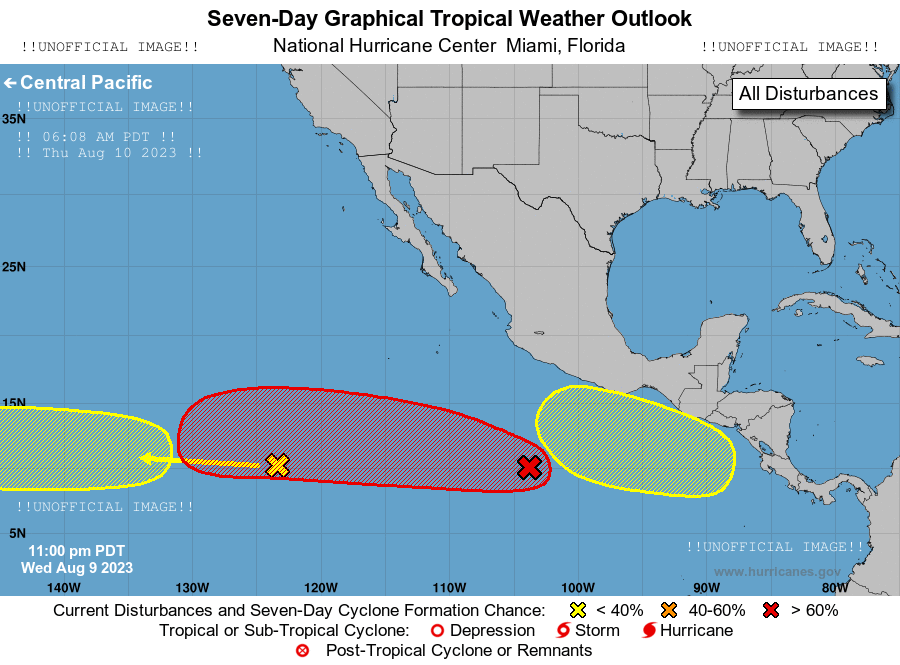 Seven-Day Graphical Tropical Weather Outlook
!!UNOFFICIAL IMAGE!! National Hurricane Center Miami, Florida !!UNOFFICIAL IMAGE!!
← Central Pacific
All Disturbances
!!UNOFFICIAL IMAGE!!
35N
!! 06:08 AM PDT !!
!! Thu Aug 10 2023 !!
25N
15N
!!UNOFFICIAL IMAGE!!
5N
!!UNOFFICIAL IMAGE!!
11:00 pm PDT
Wed Aug 9 2023
www.hurricanes.gov
140W 130W 120W 110W 100W 90W 80W
Current Disturbances and Seven-Day Cyclone Formation Chance: < 40% 40-60% > 60%
Tropical or Sub-Tropical Cyclone: Depression Storm Hurricane
Post-Tropical Cyclone or Remnants